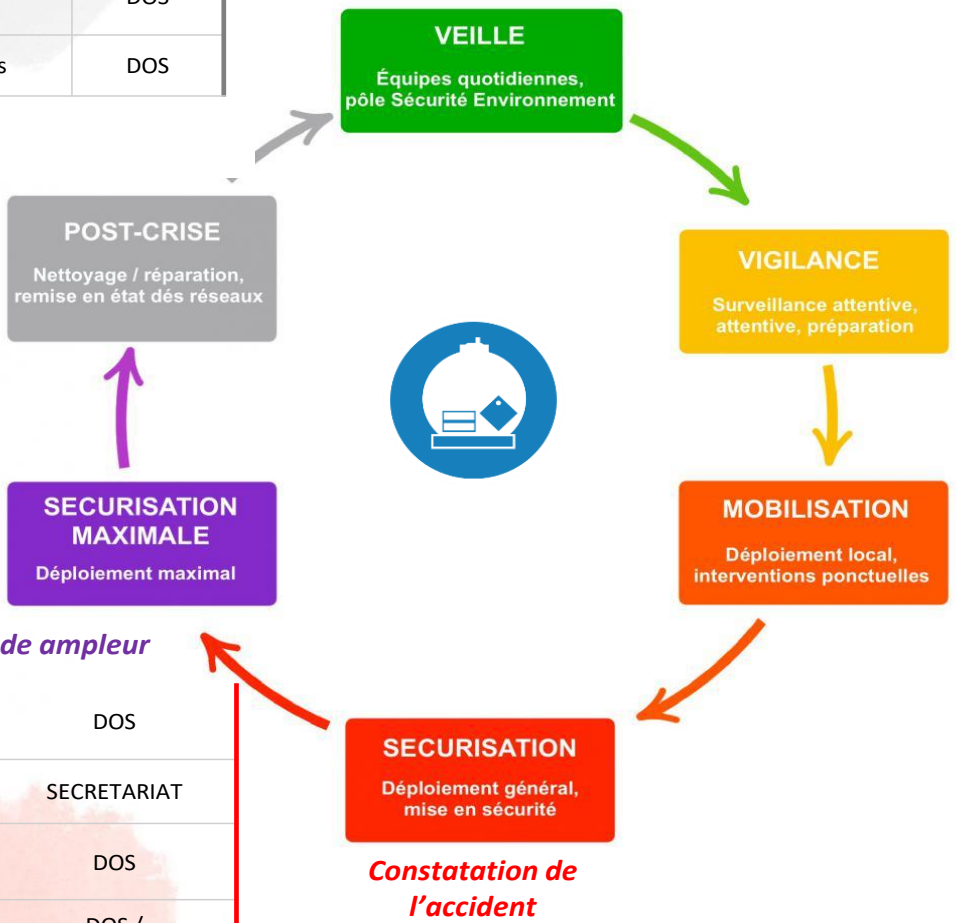 DOS
s
DOS
VEILLE
Équipes quotidiennes,
pôle Sécurité Environnement
POST-CRISE
Nettoyage / réparation,
remise en état dés réseaux
VIGILANCE
Surveillance attentive,
attentive, préparation
SECURISATION
MAXIMALE
Déploiement maximal
MOBILISATION
Déploiement local,
interventions ponctuelles
de ampleur
SECURISATION
Déploiement général,
mise en sécurité
Constatation de
l’accident
DOS
SECRETARIAT
DOS
DOS /